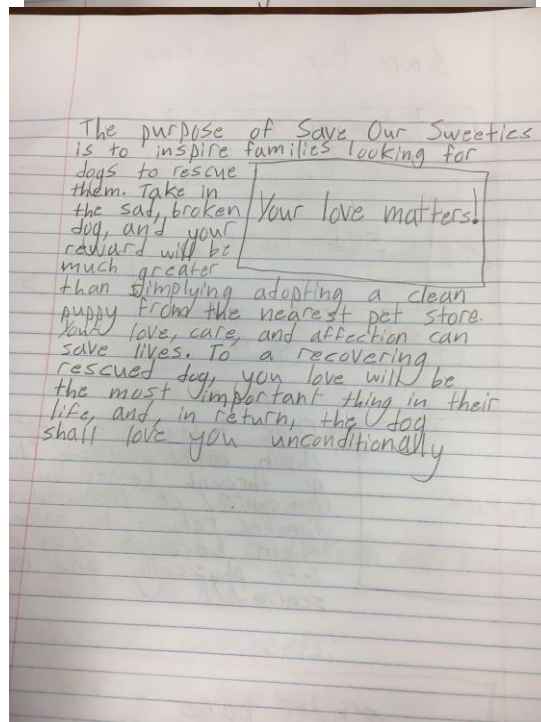 The purpose of Save Our Sweeties
is to inspire families looking for
dogs to rescue
them. Take in
the sad, broken
dog, and your
reward will be
much greater
Your love matters!
than simplying adopting a clean
puppy from the nearest pet store.
Your love, care, and affection can
save lives. To a recovering
rescued dog, you love will be
the most important thing in their
life, and, in return, the dog
shall love you unconditionally